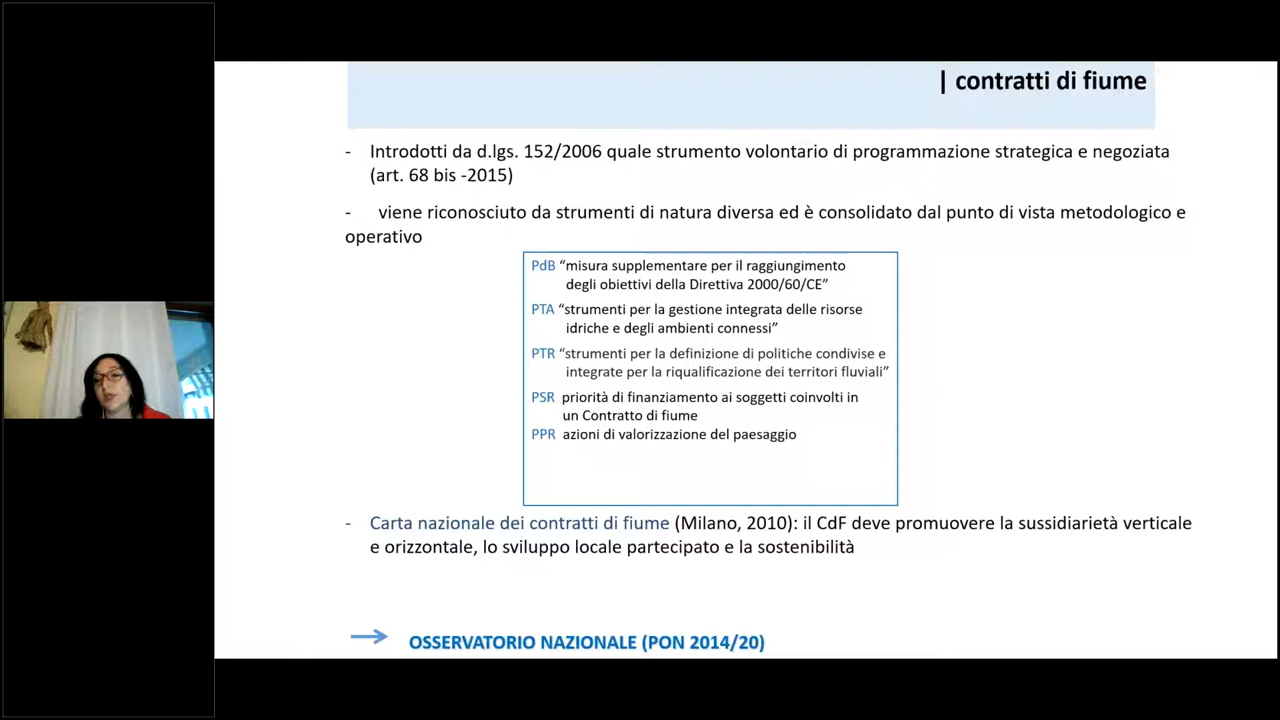 | contratti di fiume
- Introdotti da d.lgs. 152/2006 quale strumento volontario di programmazione strategica e negoziata
(art. 68 bis -2015)
- viene riconosciuto da strumenti di natura diversa ed è consolidato dal punto di vista metodologico e
operativo
PdB “misura supplementare per il raggiungimento
degli obiettivi della Direttiva 2000/60/CE”
PTA “strumenti per la gestione integrata delle risorse
idriche e degli ambienti connessi”
PTR “strumenti per la definizione di politiche condivise e
integrate per la riqualificazione dei territori fluviali”
PSR priorità di finanziamento ai soggetti coinvolti in
un Contratto di fiume
PPR azioni di valorizzazione del paesaggio
- Carta nazionale dei contratti di fiume (Milano, 2010): il CdF deve promuovere la sussidiarietà verticale
e orizzontale, lo sviluppo locale partecipato e la sostenibilità
OSSERVATORIO NAZIONALE (PON 2014/20)